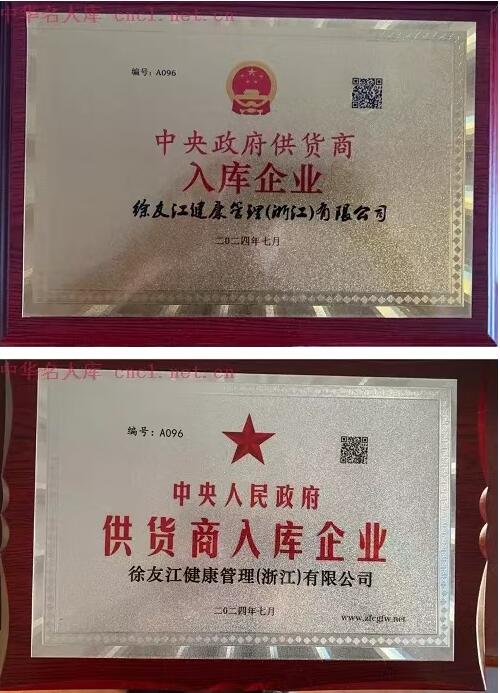 中华名人库 cncl.net.cn
编号：A096
中央政府供货商
入库企业
徐友江健康管理(浙江)有限公司
二〇二四年七月
中华名人库 cncl.net.cn
编号：A096
中央人民政府
供货商入库企业
徐友江健康管理(浙江)有限公司
二〇二四年七月
www.zfcgfw.net